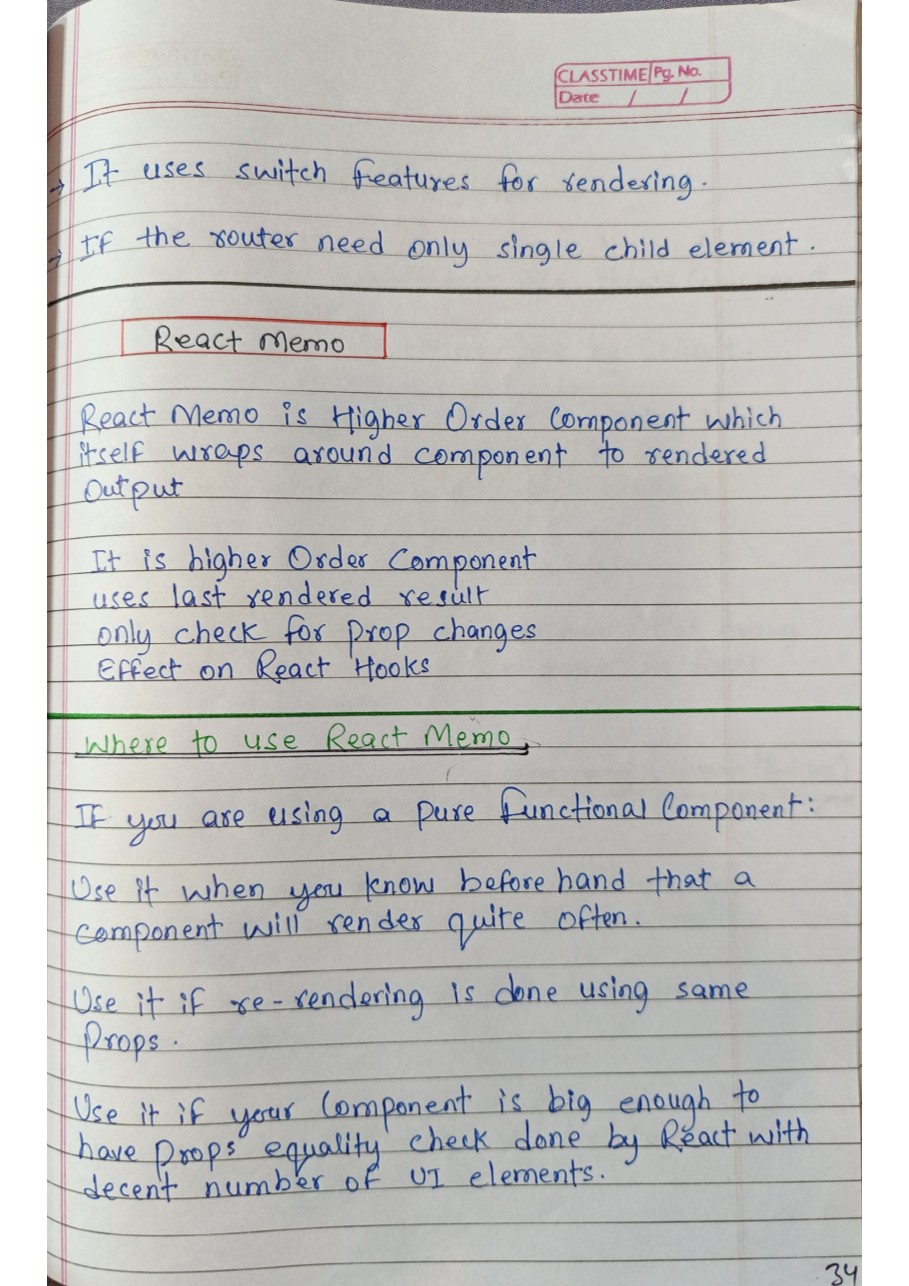 CLASSTIME Pg. No.
Date / /
→ It uses switch features for rendering.
→ If the router need only single child element.
React Memo
React Memo is Higher Order Component which
itself wraps around component to rendered
Output
It is higher Order Component
uses last rendered result
only check for prop changes
Effect on React Hooks
Where to use React Memo
If you are using a pure functional Component:
Use it when you know before hand that a
component will render quite often.
Use it if re-rendering is done using same
Props.
Use it if your Component is big enough to
have props equality check done by React with
decent number of UI elements.
34